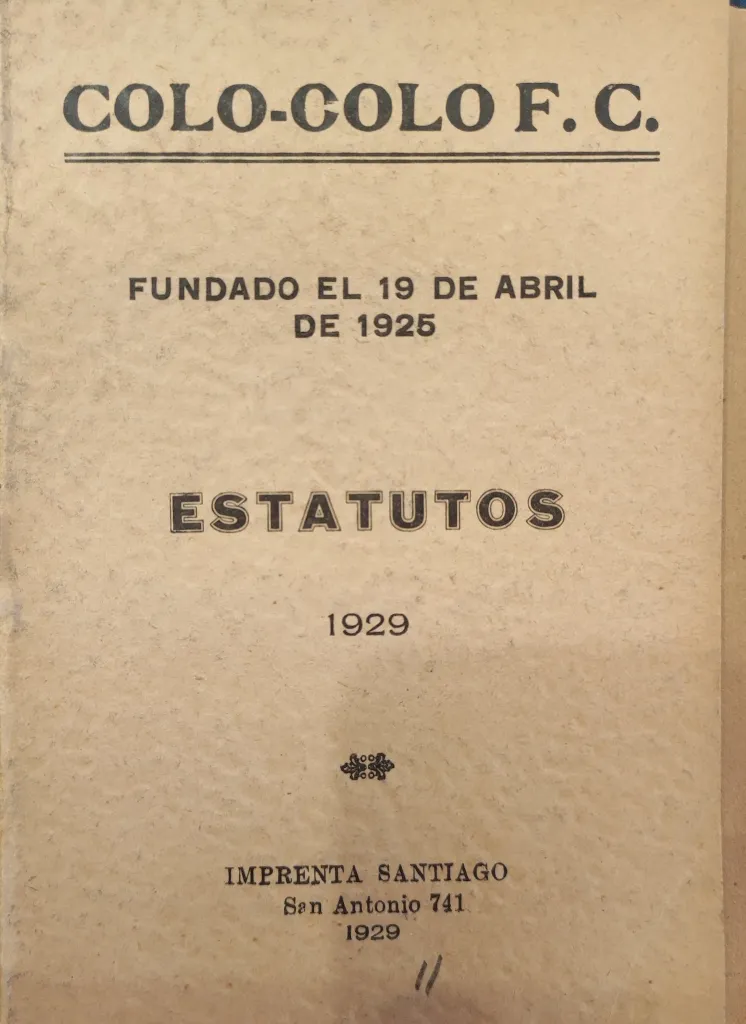 COLO-COLO F. C.
FUNDADO EL 19 DE ABRIL
DE 1925
ESTATUTOS
1929
IMPRENTA SANTIAGO
San Antonio 741
1929
11